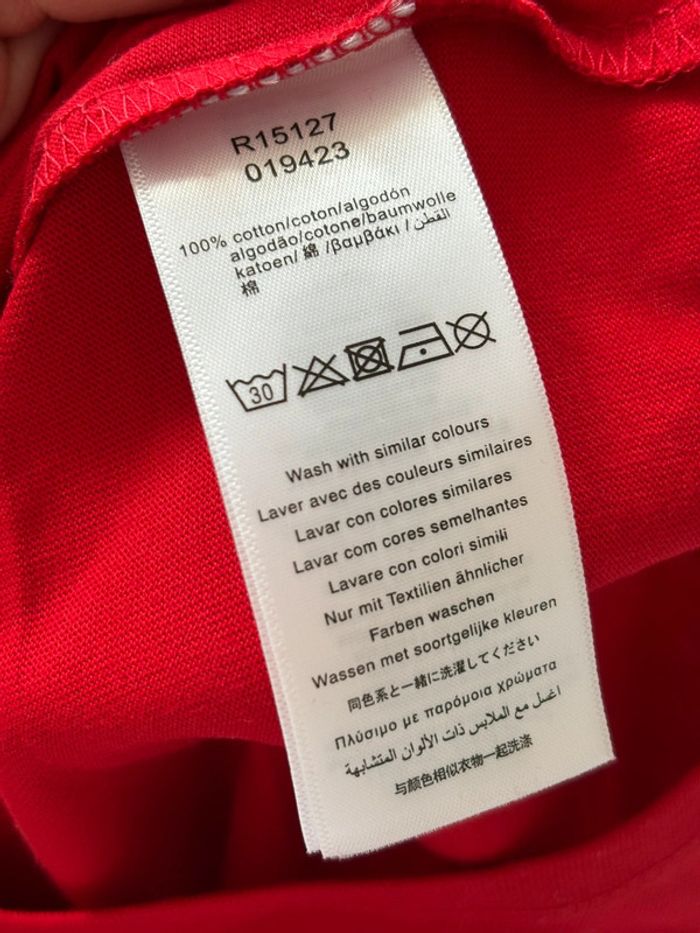 R15127
019423
100% cotton/coton/algodón
algodão/cotone/baumwolle
katoen/ 綿 /βαμβάκι / القطن
棉
30
Wash with similar colours
Laver avec des couleurs similaires
Lavar con colores similares
Lavar com cores semelhantes
Lavare con colori simili
Nur mit Textilien ähnlicher
Farben waschen
Wassen met soortgelijke kleuren
同色系と一緒に洗濯してください
Πλύσιμο με παρόμοια χρώματα
اغسل مع الملابس ذات الألوان المتشابهة
与颜色相似衣物一起洗涤